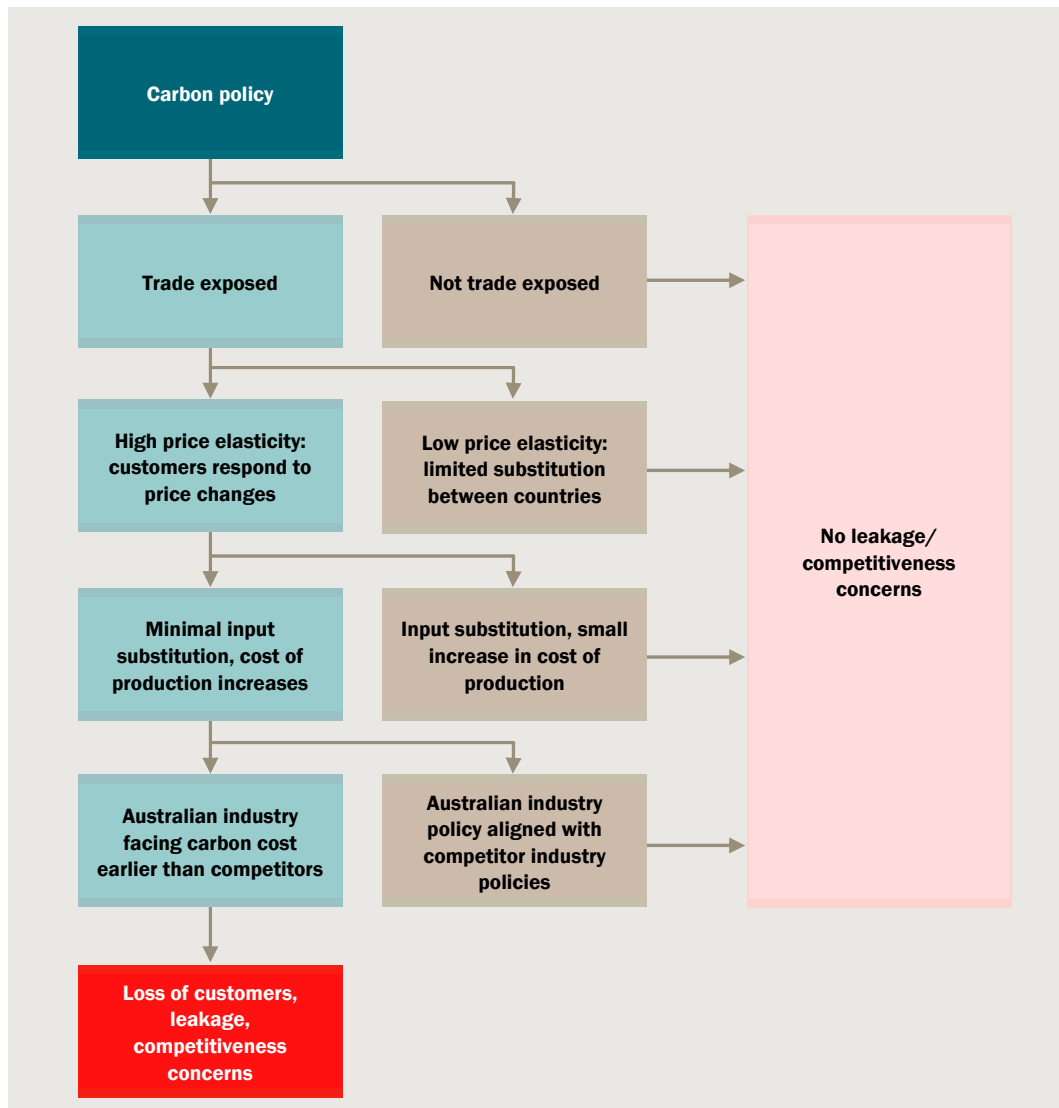 Carbon policy
Trade exposed
Not trade exposed
High price elasticity:
customers respond to
price changes
Low price elasticity:
limited substitution
between countries
No leakage/
competitiveness
concerns
Minimal input
substitution, cost of
production increases
Input substitution, small
increase in cost of
production
Australian industry
facing carbon cost
earlier than competitors
Australian industry
policy aligned with
competitor industry
policies
Loss of customers,
leakage,
competitiveness
concerns